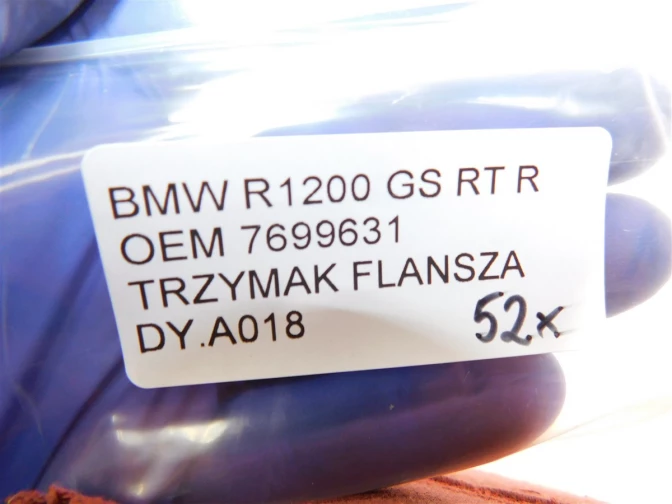 BMW R1200 GS RT R
OEM 7699631
TRZYMAK FLANSZA
DY.A018
52x